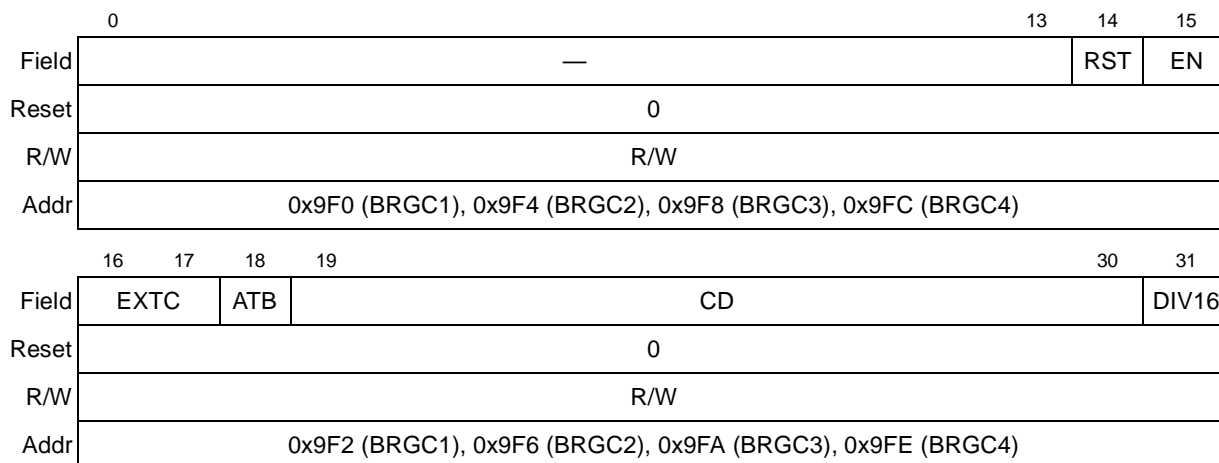 0 13 14 15
Field — RST EN
Reset 0
R/W R/W
Addr 0x9F0 (BRGC1), 0x9F4 (BRGC2), 0x9F8 (BRGC3), 0x9FC (BRGC4)
16 17 18 19 30 31
Field EXTC ATB CD DIV16
Reset 0
R/W R/W
Addr 0x9F2 (BRGC1), 0x9F6 (BRGC2), 0x9FA (BRGC3), 0x9FE (BRGC4)